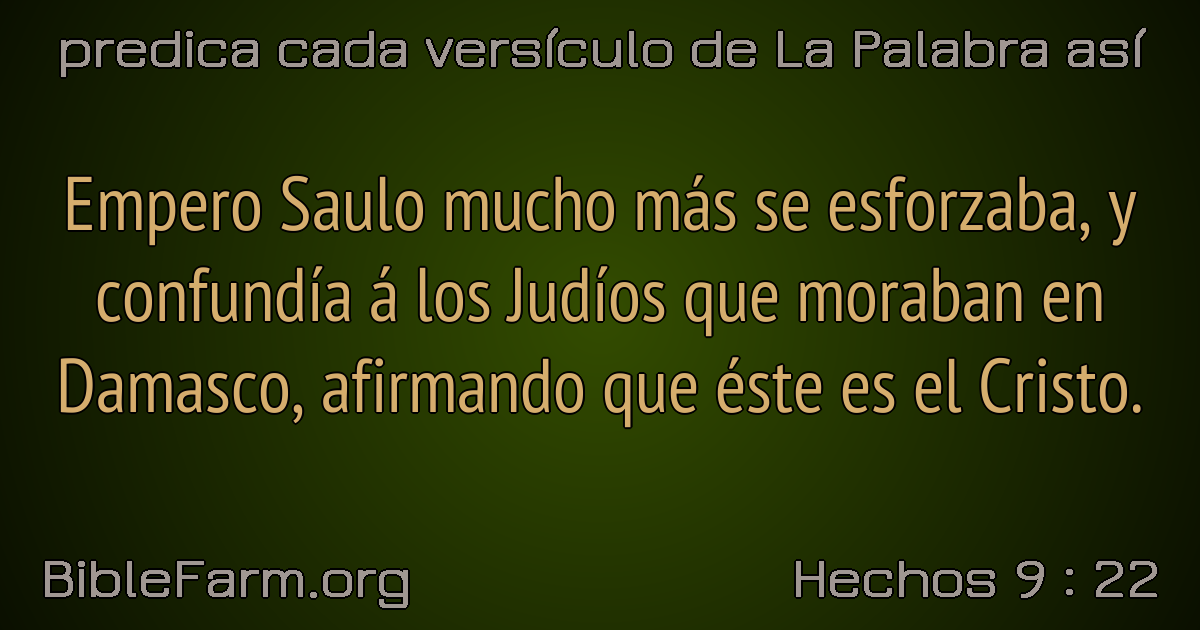 predica cada versículo de La Palabra así
Empero Saulo mucho más se esforzaba, y
confundía á los Judíos que moraban en
Damasco, afirmando que éste es el Cristo.
BibleFarm.org
Hechos 9 : 22